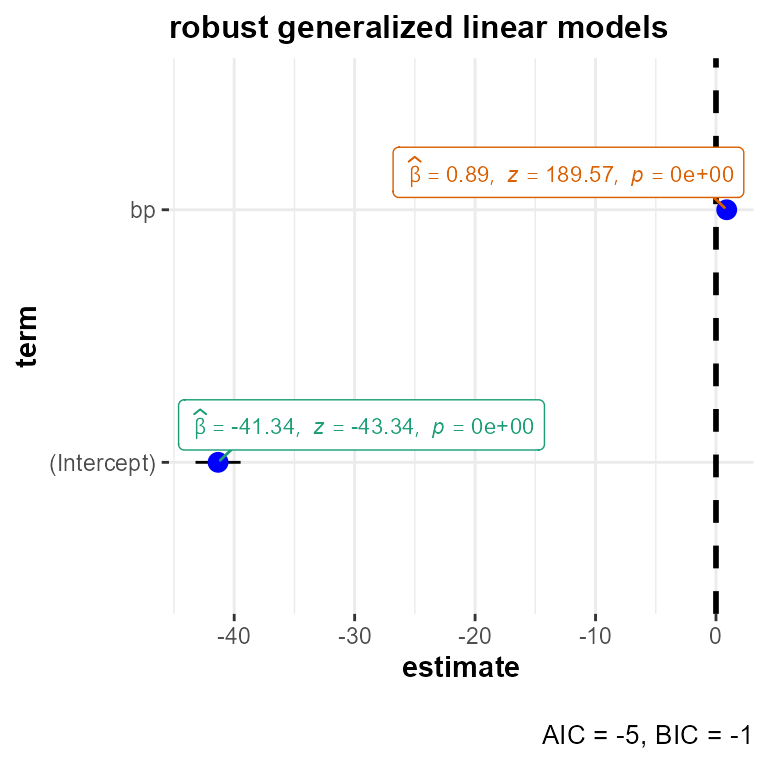 robust generalized linear models
β̂ = 0.89, z = 189.57, p = 0e+00
bp
term
β̂ = -41.34, z = -43.34, p = 0e+00
(Intercept)
-40 -30 -20 -10 0
estimate
AIC = -5, BIC = -1